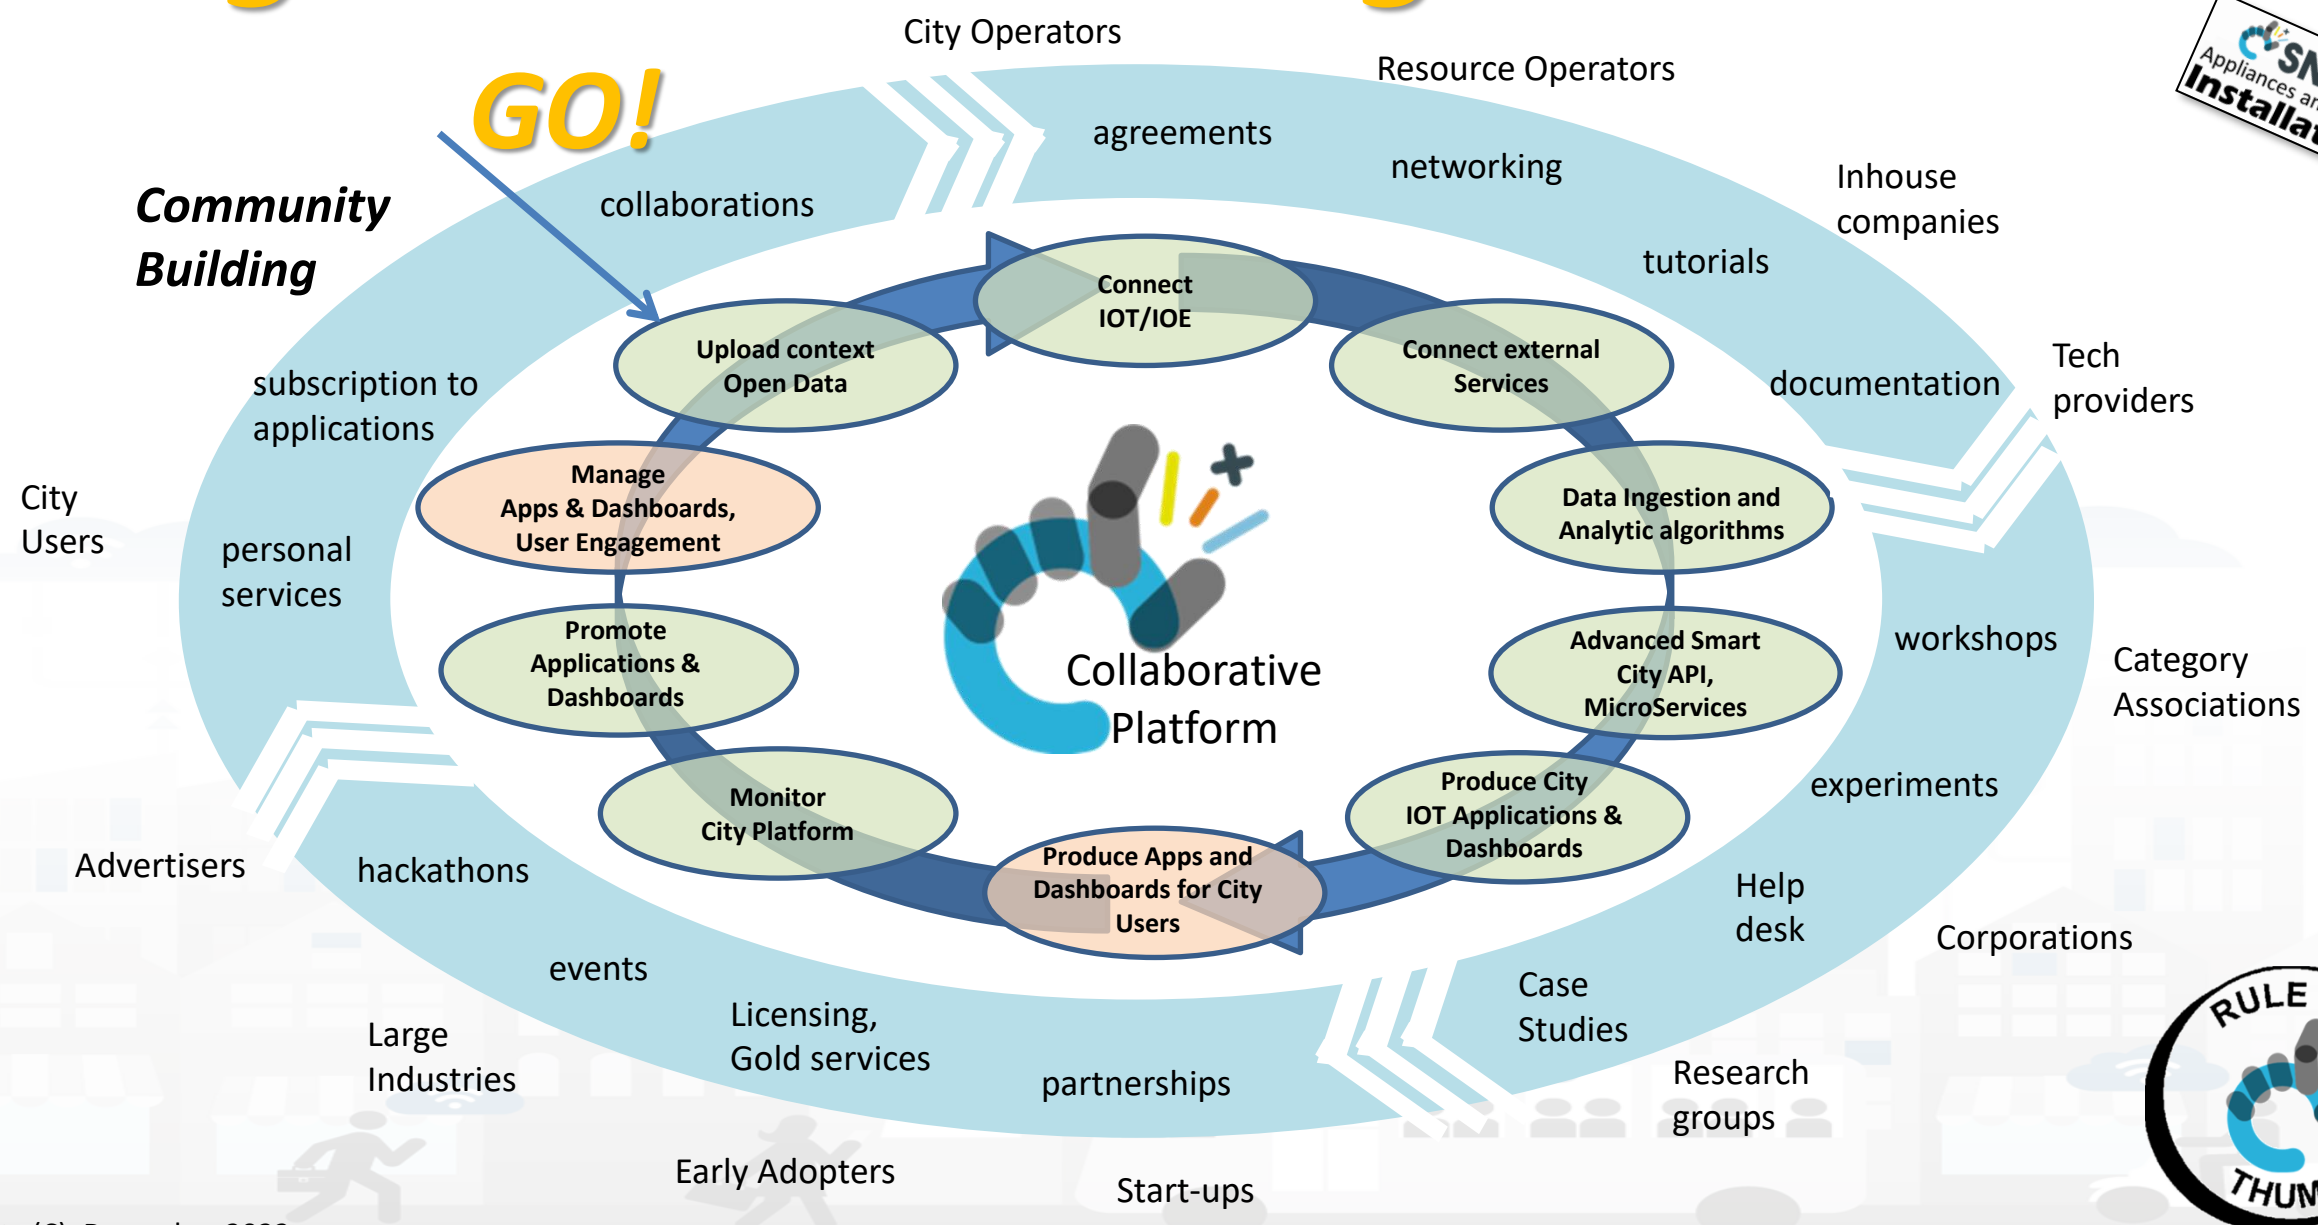 City Operators
Resource Operators
GO!
Appliances
agreements
networking
Inhouse
companies
Community
Building
collaborations
tutorials
Connect
IOT/IOE
Upload context
Open Data
Connect external
Services
Tech
providers
subscription to
applications
documentation
Manage
Apps & Dashboards,
User Engagement
Data Ingestion and
Analytic algorithms
City
Users
personal
services
Promote
Applications &
Dashboards
Collaborative
Platform
Advanced Smart
City API,
MicroServices
workshops
Category
Associations
Monitor
City Platform
Produce City
IOT Applications &
Dashboards
experiments
Advertisers
hackathons
Produce Apps and
Dashboards for City
Users
Help
desk
Corporations
events
Case
Studies
Licensing,
Gold services
Large
Industries
partnerships
Research
groups
RULE
Early Adopters
Start-ups